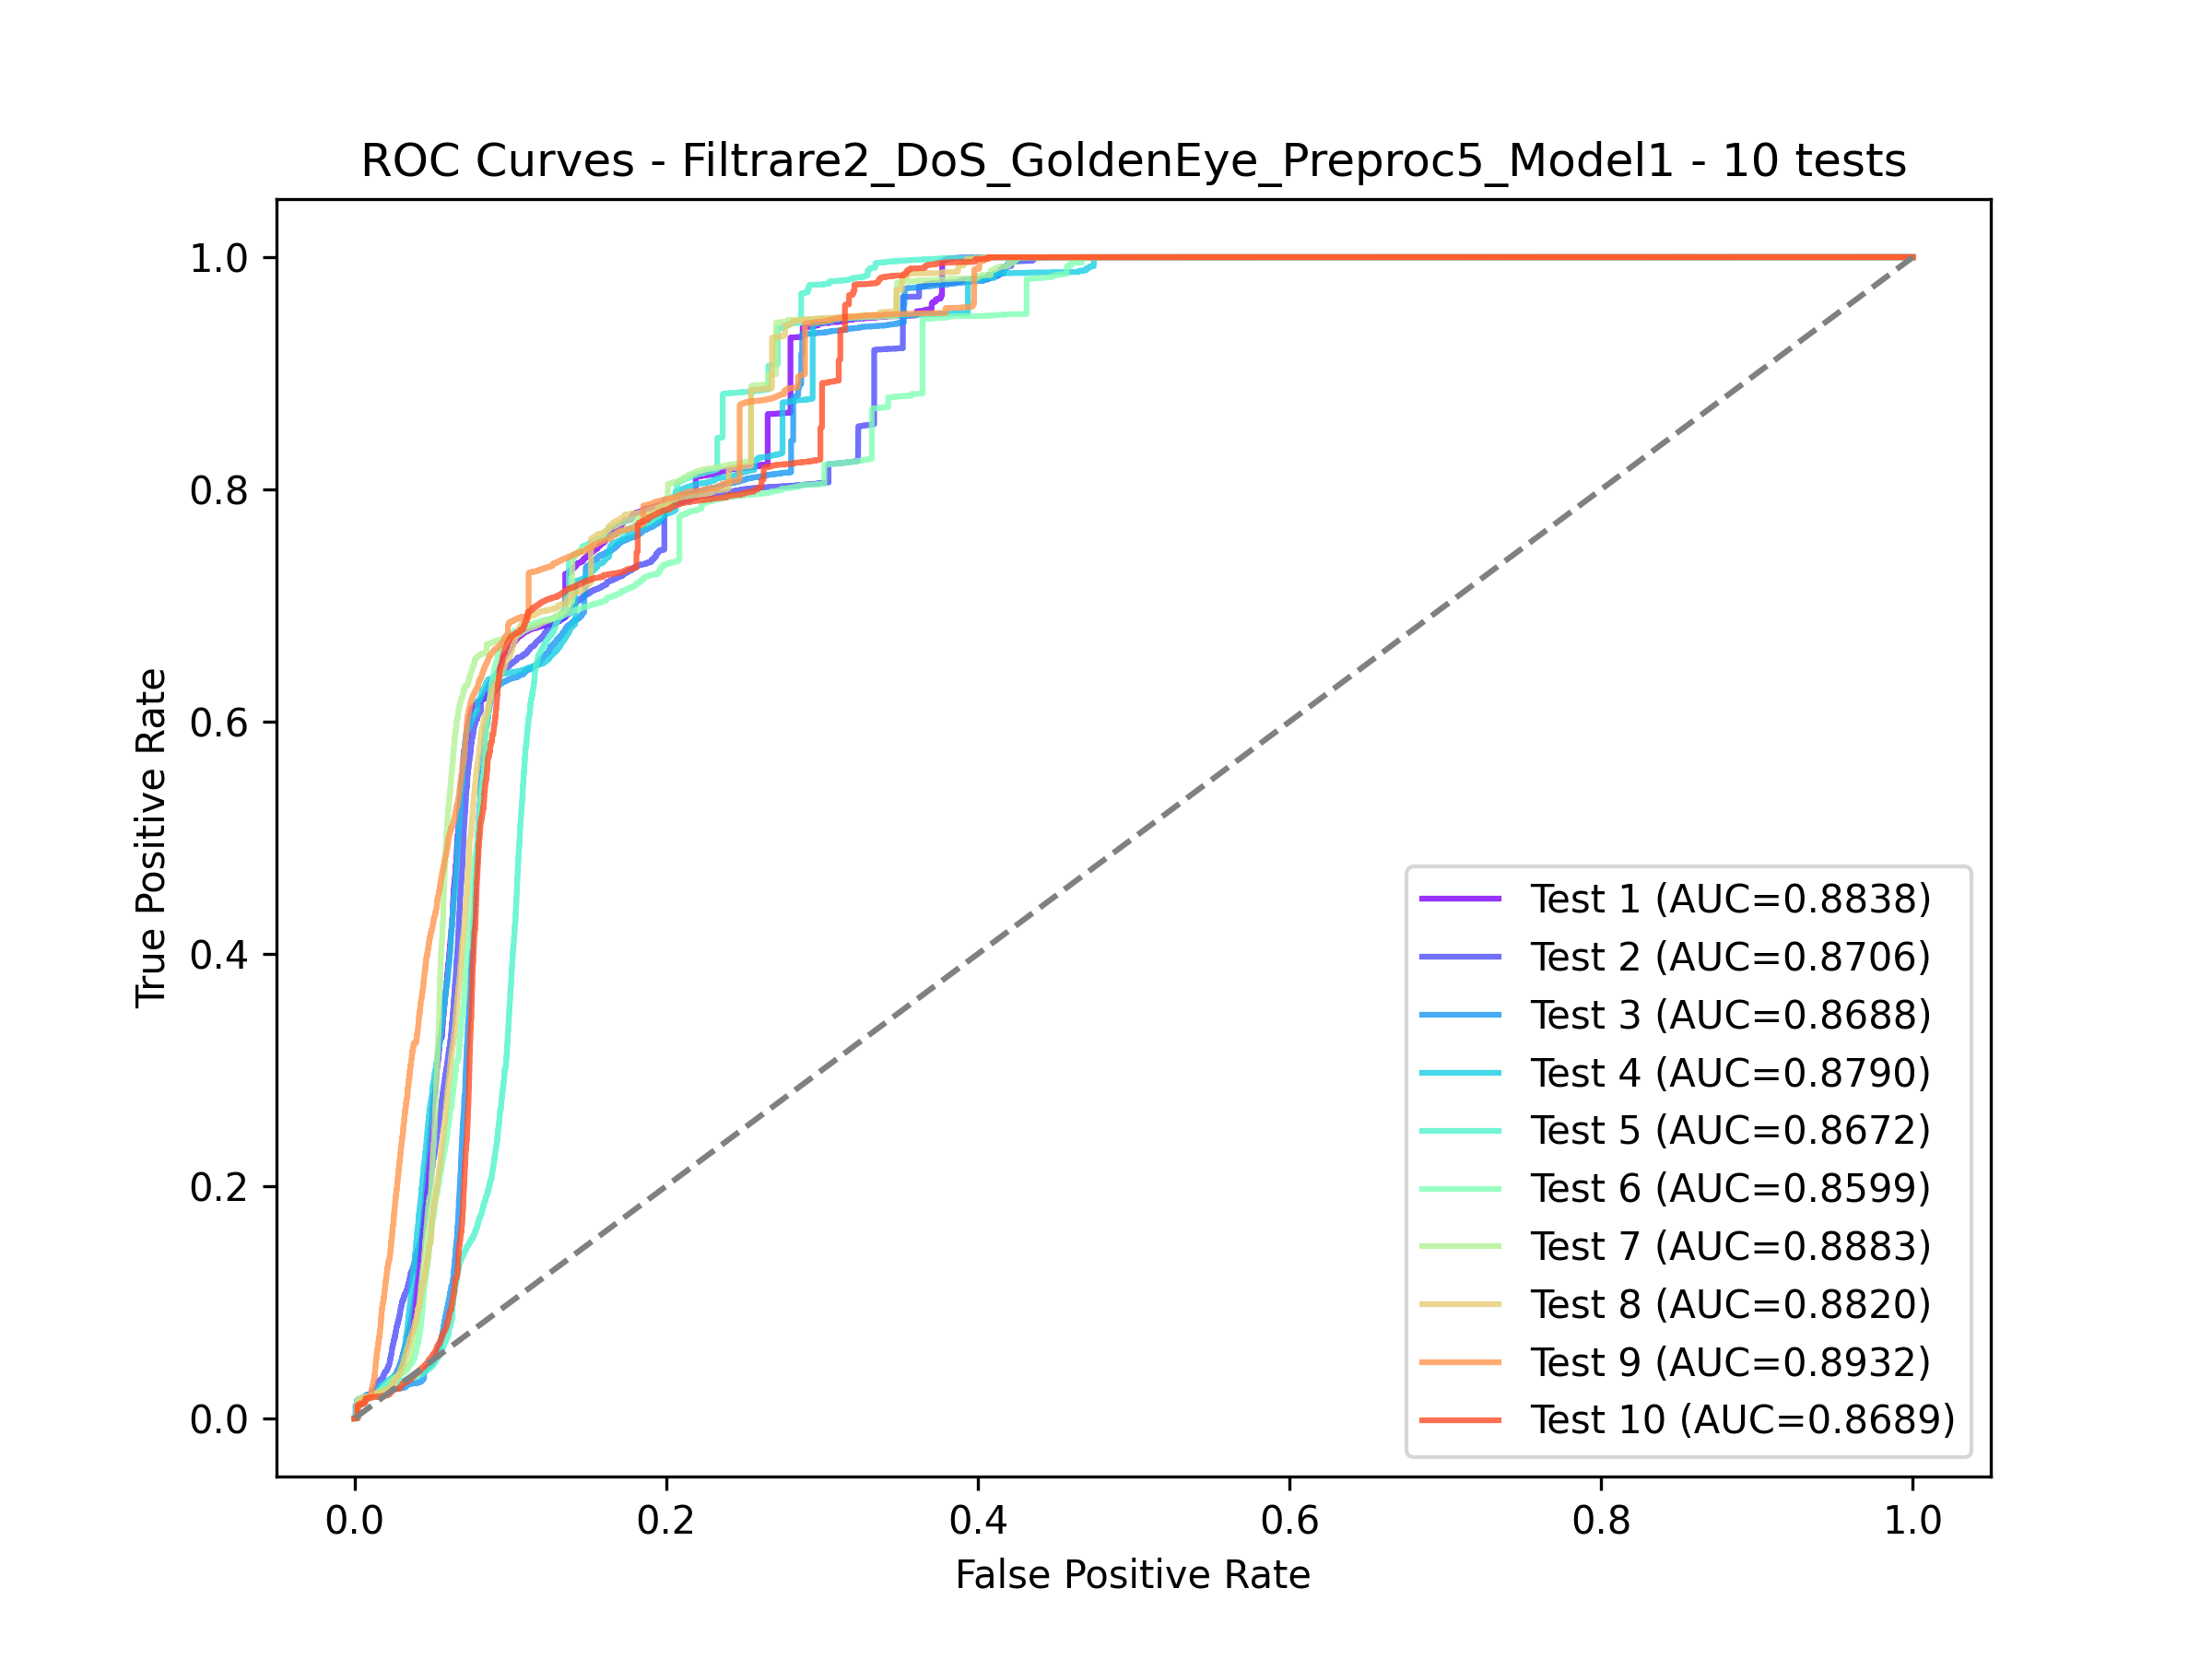 ROC Curves - Filtrare2_DoS_GoldenEye_Preproc5_Model1 - 10 tests
1.0
0.8
0.6
0.4
0.2
0.0
True Positive Rate
Test 1 (AUC=0.8838)
Test 2 (AUC=0.8706)
Test 3 (AUC=0.8688)
Test 4 (AUC=0.8790)
Test 5 (AUC=0.8672)
Test 6 (AUC=0.8599)
Test 7 (AUC=0.8883)
Test 8 (AUC=0.8820)
Test 9 (AUC=0.8932)
Test 10 (AUC=0.8689)
0.0 0.2 0.4 0.6 0.8 1.0
False Positive Rate